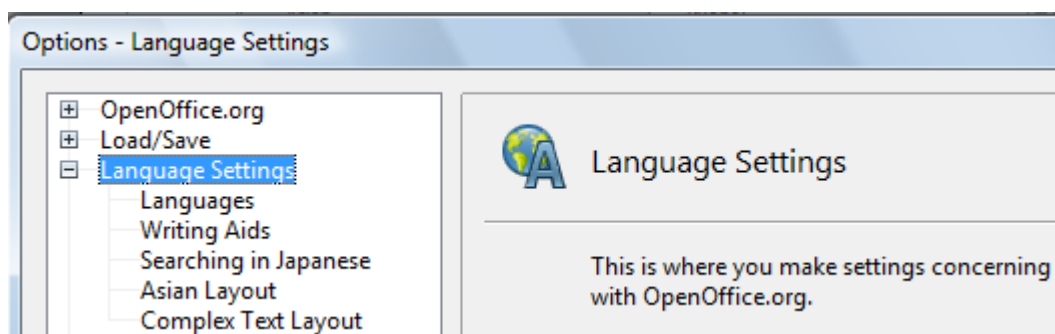 Options - Language Settings
OpenOffice.org
Load/Save
Language Settings
Languages
Writing Aids
Searching in Japanese
Asian Layout
Complex Text Layout
Language Settings
This is where you make settings concerning
with OpenOffice.org.